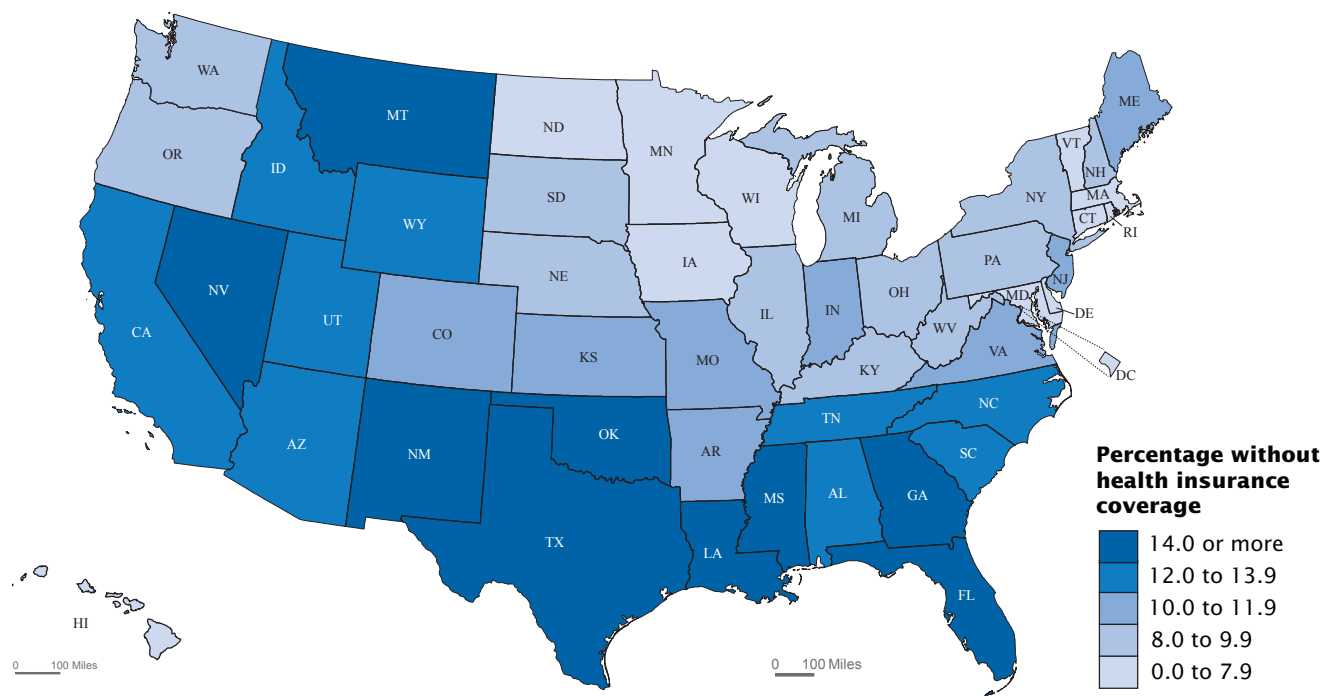 WA
MT
ND
MN
ME
VT
NH
OR
ID
SD
WI
MI
NY
MA
CT
RI
WY
IA
PA
NJ
NE
NV
UT
CO
IL
IN
OH
MD
DE
WV
CA
KS
MO
KY
VA
DC
AZ
NM
OK
AR
TN
NC
SC
MS
AL
GA
TX
LA
FL
HI
0 100 Miles
0 100 Miles
Percentage without
health insurance
coverage
14.0 or more
12.0 to 13.9
10.0 to 11.9
8.0 to 9.9
0.0 to 7.9